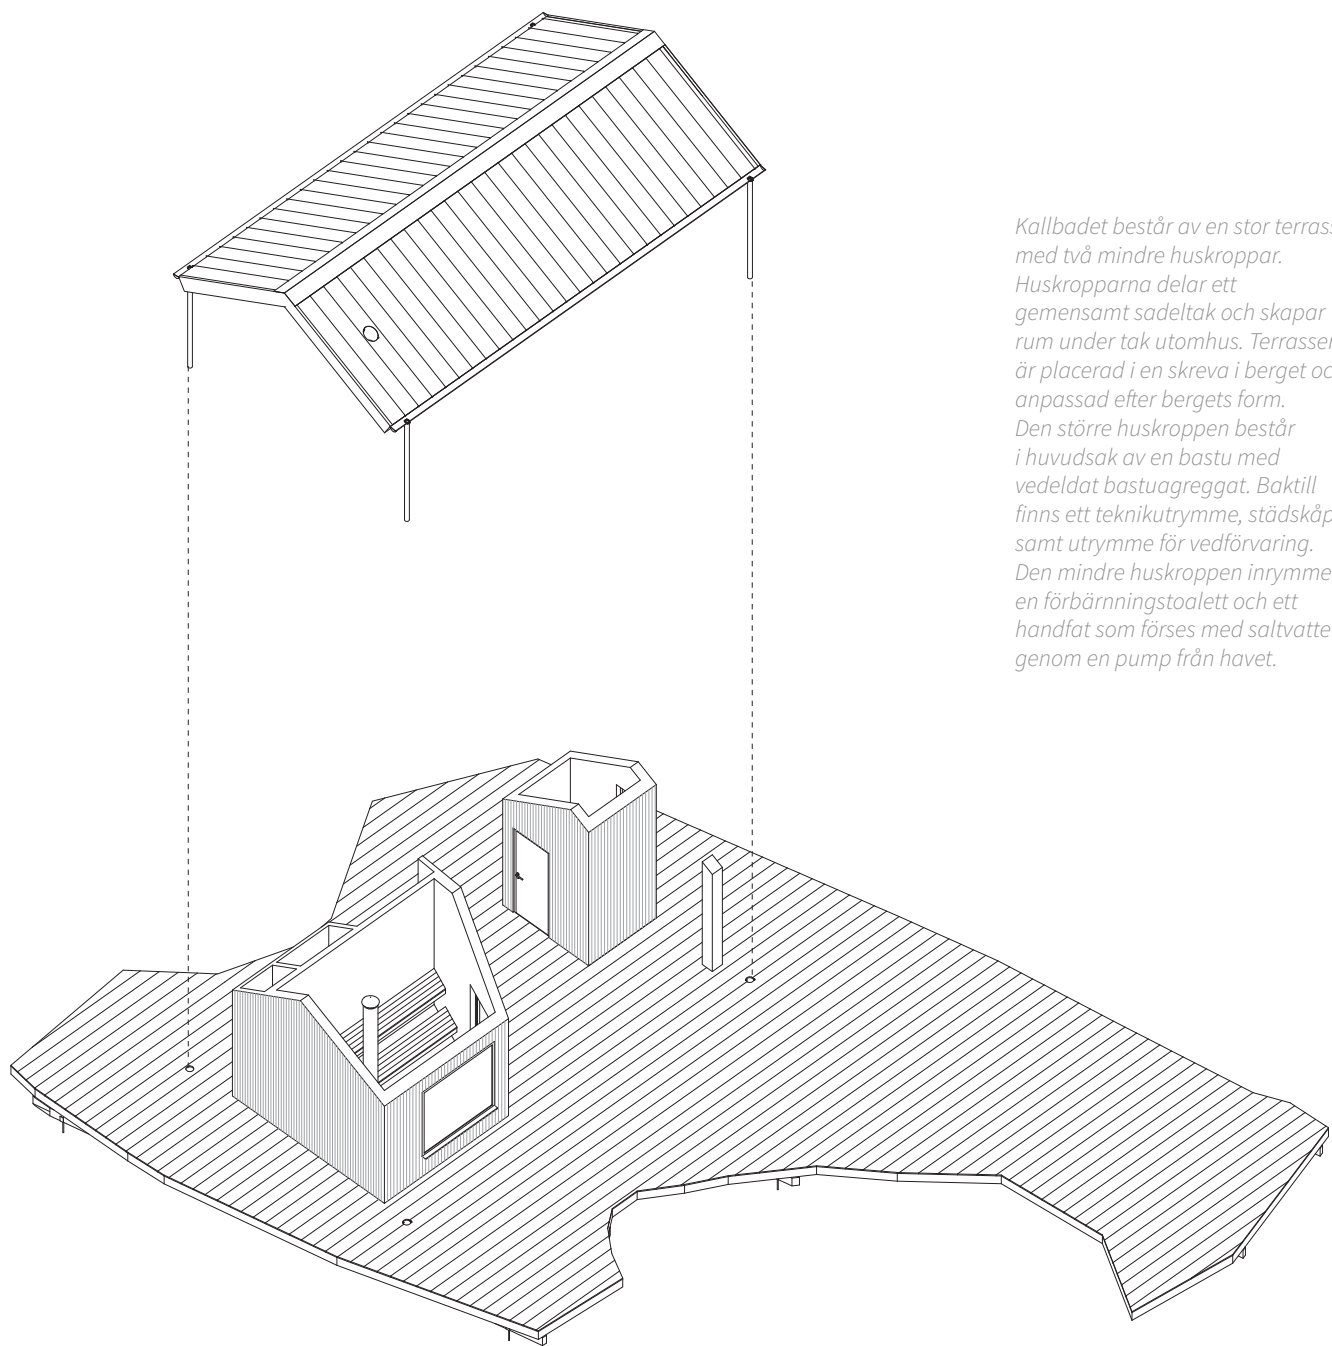 Kallbadet består av en stor terrass
med två mindre huskroppar.
Huskropparna delar ett
gemensamt sadeltak och skapar
rum under tak utomhus. Terrassen
är placerad i en skreva i berget oc
anpassad efter bergets form.
Den större huskroppen består
i huvudsak av en bastu med
vedeldat bastuagreggat. Baktill
finns ett teknikutrymme, städskåp
samt utrymme för vedförvaring.
Den mindre huskroppen inrymme
en förbärnningstoalett och ett
handfat som förses med saltvatte
genom en pump från havet.